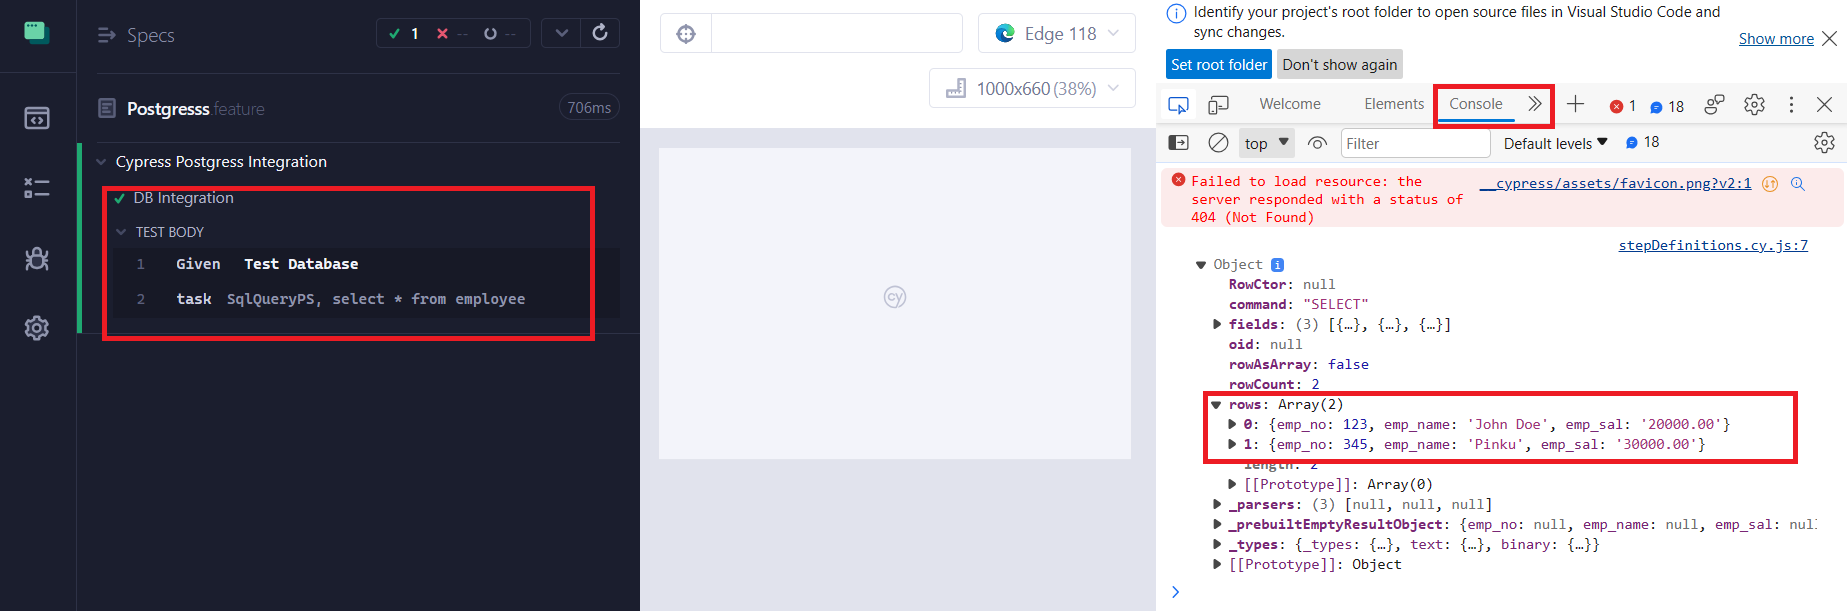 Specs
1
--
--
Postgresss.feature
706ms
Cypress Postgress Integration
DB Integration
TEST BODY
1 Given Test Database
2 task SqlQueryPS, select * from employee
Edge 118
1000x660 (38%)
cy
Identify your project's root folder to open source files in Visual Studio Code and
sync changes.
Show more
Set root folder
Don't show again
Welcome
Elements
Console
1
18
top
Filter
Default levels
18
Failed to load resource: the
server responded with a status of
404 (Not Found)
__cypress/assets/favicon.png?v2:1
stepDefinitions.cy.js:7
Object i
RowCtor: null
command: "SELECT"
fields: (3) [{…}, {…}, {…}]
oid: null
rowAsArray: false
rowCount: 2
rows: Array(2)
0: {emp_no: 123, emp_name: 'John Doe', emp_sal: '20000.00'}
1: {emp_no: 345, emp_name: 'Pinku', emp_sal: '30000.00'}
length: 2
[[Prototype]]: Array(0)
_parsers: (3) [null, null, null]
_prebuiltEmptyResultObject: {emp_no: null, emp_name: null, emp_sal: nul
_types: {_types: {…}, text: {…}, binary: {…}}
[[Prototype]]: Object